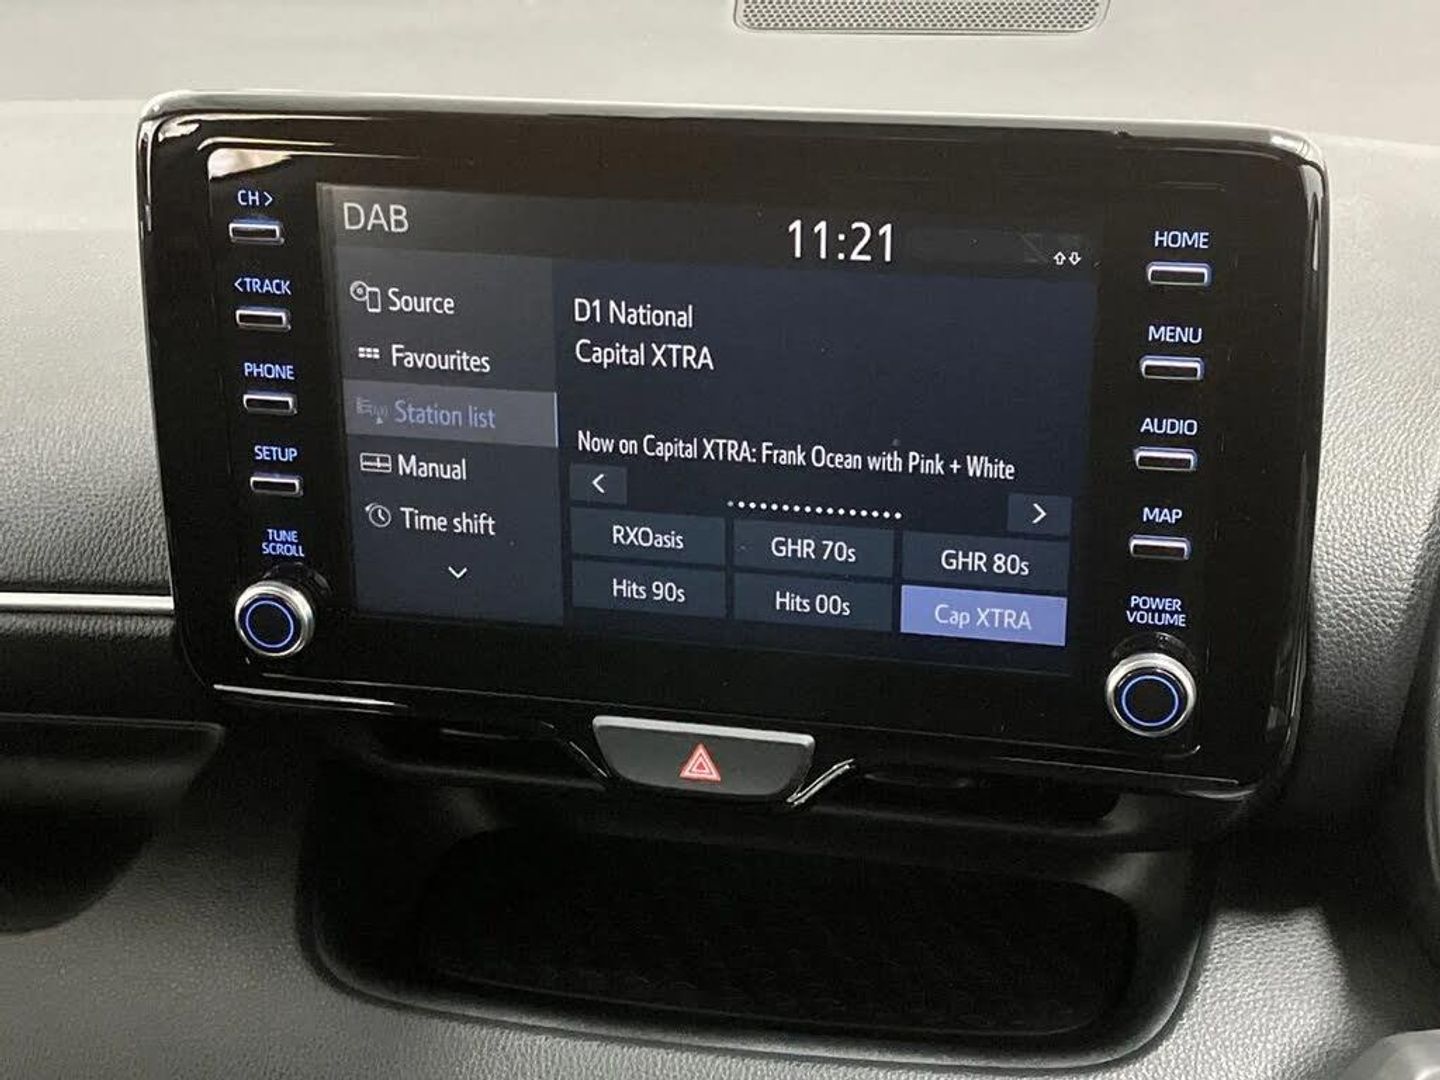 CH >
<TRACK
PHONE
SETUP
TUNE
SCROLL
DAB
11:21
Source
Favourites
Station list
Manual
Time shift
D1 National
Capital XTRA
Now on Capital XTRA: Frank Ocean with Pink + White
< >
RXOasis GHR 70s GHR 80s
Hits 90s Hits 00s Cap XTRA
HOME
MENU
AUDIO
MAP
POWER
VOLUME